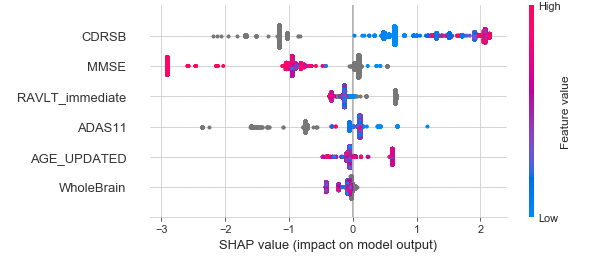 High
CDRSB
MMSE
RAVLT_immediate
ADAS11
AGE_UPDATED
WholeBrain
Feature value
Low
−3 −2 −1 0 1 2
SHAP value (impact on model output)